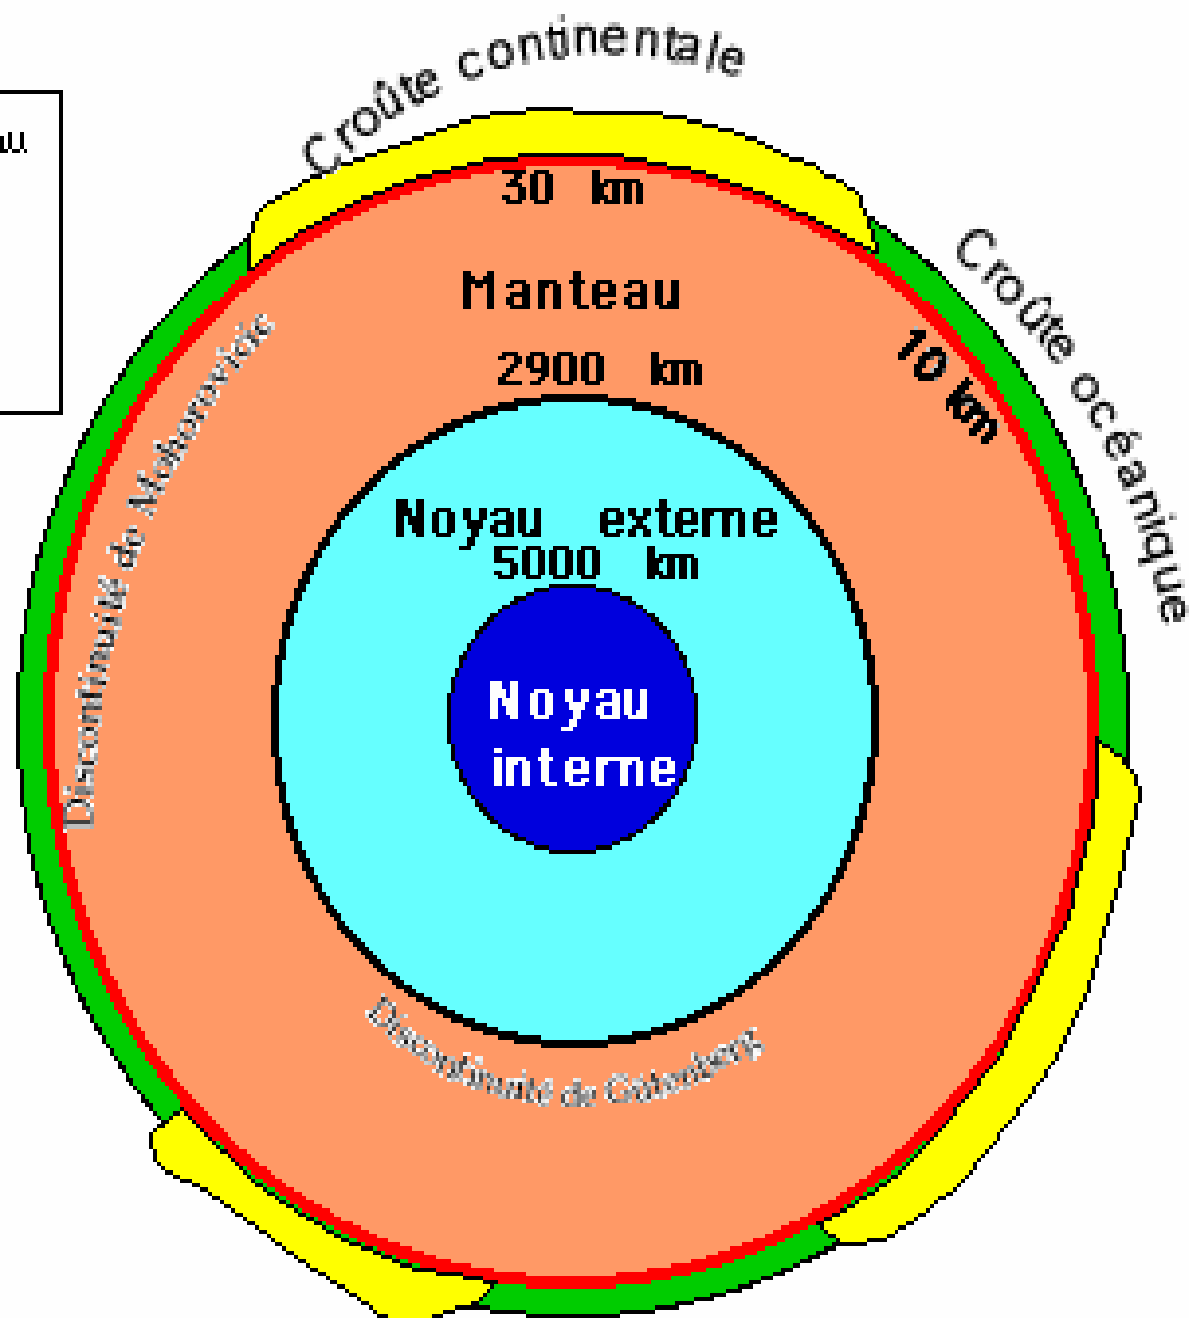 Croûte continentale
30 km
Manteau
2900 km
Croûte océanique
10 km
Discontinuité de Mohorovicic
Noyau externe
5000 km
Noyau
interne
Discontinuité de Gütenberg